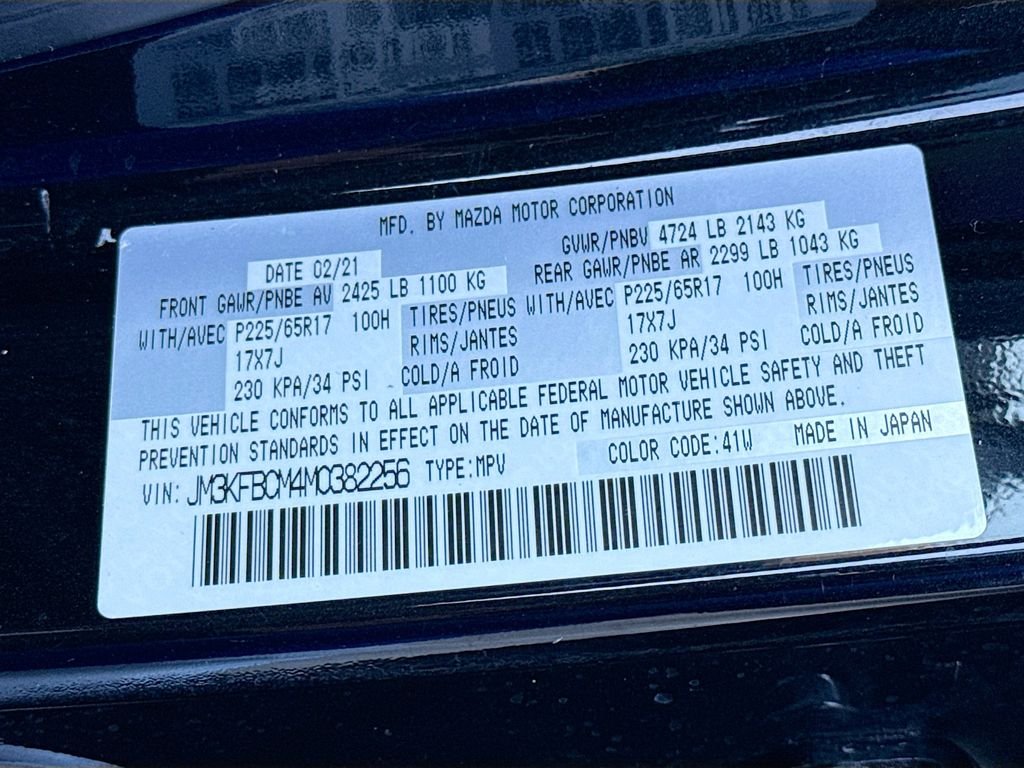 MFD. BY MAZDA MOTOR CORPORATION
DATE 02/21 GVWR/PNBV 4724 LB 2143 KG
FRONT GAWR/PNBE AV 2425 LB 1100 KG REAR GAWR/PNBE AR 2299 LB 1043 KG
WITH/AVEC P225/65R17 100H TIRES/PNEUS WITH/AVEC P225/65R17 100H TIRES/PNEUS
17X7J RIMS/JANTES 17X7J RIMS/JANTES
230 KPA/34 PSI COLD/A FROID 230 KPA/34 PSI COLD/A FROID
THIS VEHICLE CONFORMS TO ALL APPLICABLE FEDERAL MOTOR VEHICLE SAFETY AND THEFT
PREVENTION STANDARDS IN EFFECT ON THE DATE OF MANUFACTURE SHOWN ABOVE.
VIN: JM3KFBCM4M0382256 TYPE:MPV COLOR CODE:41W MADE IN JAPAN